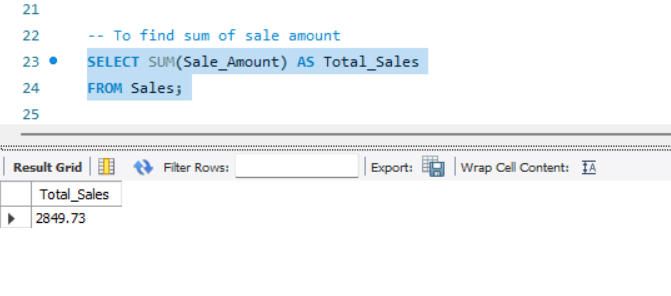 21
22 -- To find sum of sale amount
23 SELECT SUM(Sale_Amount) AS Total_Sales
24 FROM Sales;
25
Result Grid Filter Rows: Export: Wrap Cell Content: IA
Total_Sales
2849.73